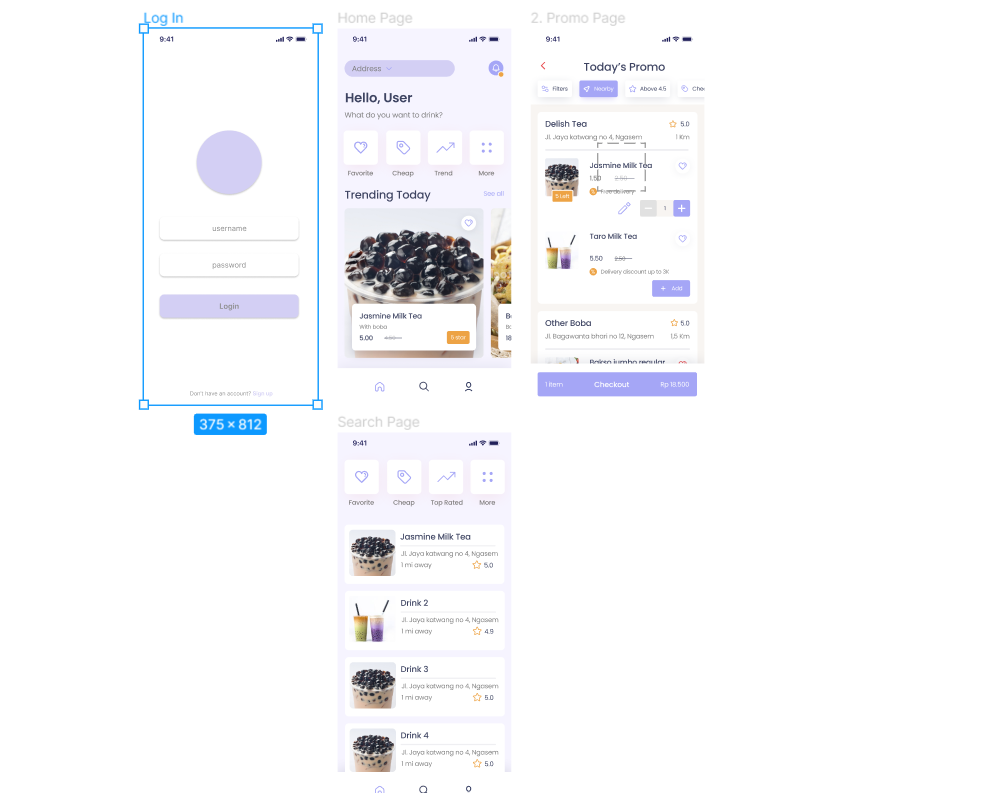 Log In
9:41
username
password
Login
Don't have an account? Sign up
375 × 812
Home Page
9:41
Address
Hello, User
What do you want to drink?
Favorite
Cheap
Trend
More
Trending Today
See all
Jasmine Milk Tea
With boba
5.00
Search Page
9:41
Favorite
Cheap
Top Rated
More
Jasmine Milk Tea
Jl. Jaya katwang no 4, Ngasem
1 mi away
5.0
Drink 2
Jl. Jaya katwang no 4, Ngasem
1 mi away
4.9
Drink 3
Jl. Jaya katwang no 4, Ngasem
1 mi away
5.0
Drink 4
Jl. Jaya katwang no 4, Ngasem
1 mi away
5.0
2. Promo Page
9:41
Today's Promo
Filters
Nearby
Above 4.5
Delish Tea
5.0
Jl. Jaya katwang no 4, Ngasem
1 Km
Jasmine Milk Tea
1.50
2.50
Free delivery
5 Left
1
Taro Milk Tea
5.50
2.50
Delivery discount up to 3K
Add
Other Boba
5.0
Jl. Bagawanta bhari no 12, Ngasem
1,5 Km
Bakso jumbo regular
1 item
Checkout
Rp 18,500